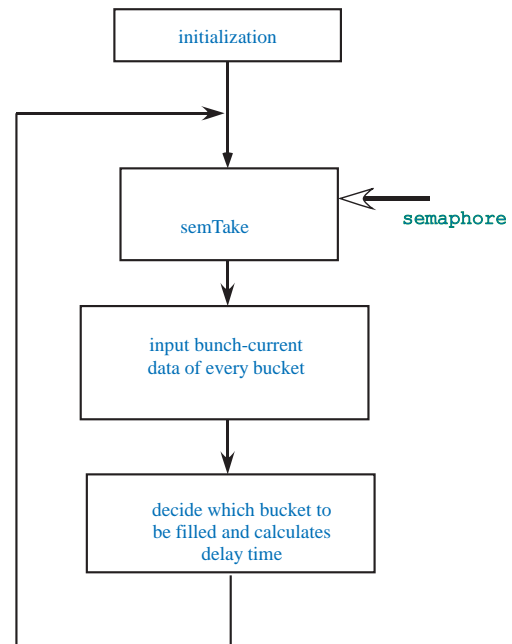 initialization
semTake
semaphore
input bunch-current
data of every bucket
decide which bucket to
be filled and calculates
delay time